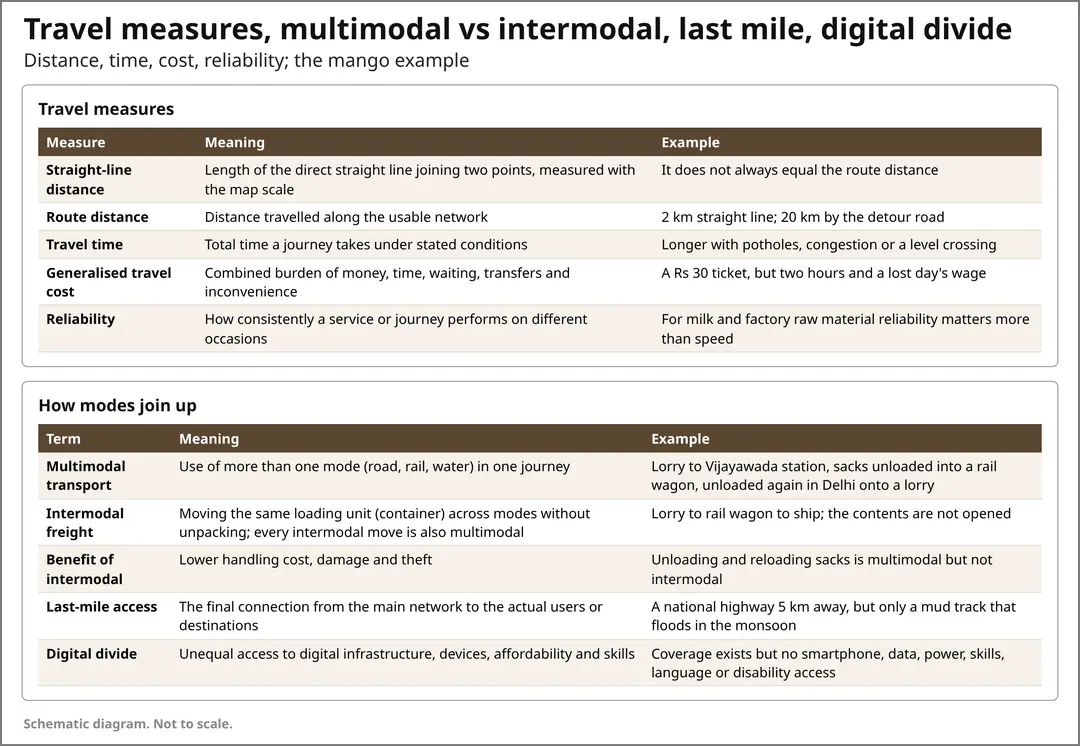 Travel measures, multimodal vs intermodal, last mile, digital divide
Distance, time, cost, reliability; the mango example
Travel measures
Measure Meaning Example
Straight-line distance Length of the direct straight line joining two points, measured with the map scale It does not always equal the route distance
Route distance Distance travelled along the usable network 2 km straight line; 20 km by the detour road
Travel time Total time a journey takes under stated conditions Longer with potholes, congestion or a level crossing
Generalised travel cost Combined burden of money, time, waiting, transfers and inconvenience A Rs 30 ticket, but two hours and a lost day's wage
Reliability How consistently a service or journey performs on different occasions For milk and factory raw material reliability matters more than speed
How modes join up
Term Meaning Example
Multimodal transport Use of more than one mode (road, rail, water) in one journey Lorry to Vijayawada station, sacks unloaded into a rail wagon, unloaded again in Delhi onto a lorry
Intermodal freight Moving the same loading unit (container) across modes without unpacking; every intermodal move is also multimodal Lorry to rail wagon to ship; the contents are not opened
Benefit of intermodal Lower handling cost, damage and theft Unloading and reloading sacks is multimodal but not intermodal
Last-mile access The final connection from the main network to the actual users or destinations A national highway 5 km away, but only a mud track that floods in the monsoon
Digital divide Unequal access to digital infrastructure, devices, affordability and skills Coverage exists but no smartphone, data, power, skills, language or disability access
Schematic diagram. Not to scale.